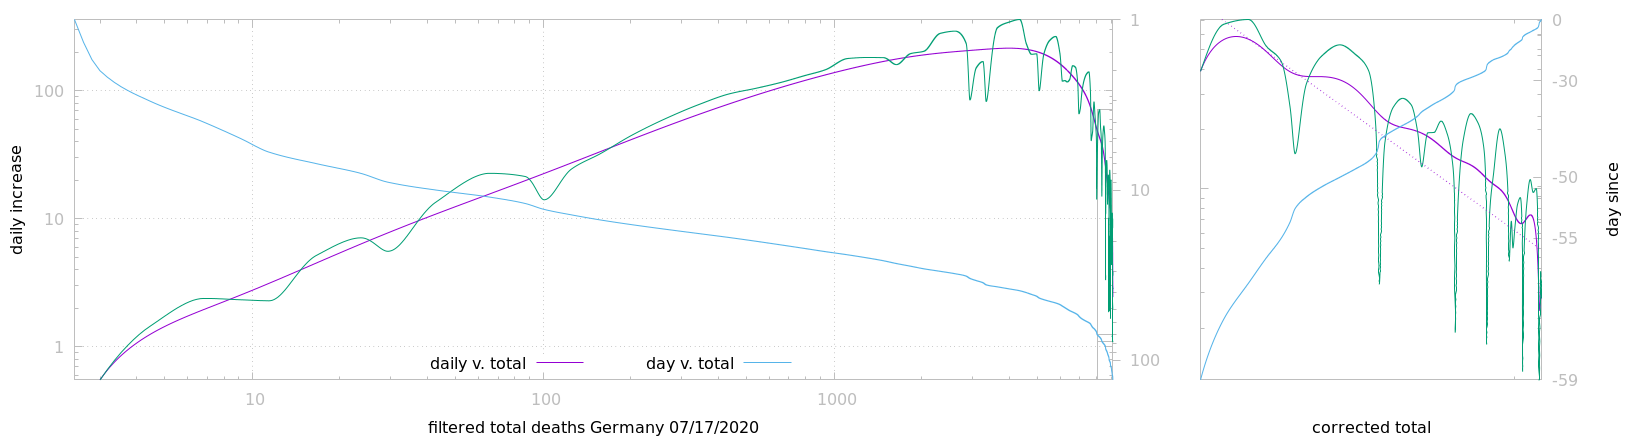 daily increase
100
10
1
10
100
1000
1
10
100
daily v. total
day v. total
filtered total deaths Germany 07/17/2020
0
-30
-50
-55
-59
day since
corrected total